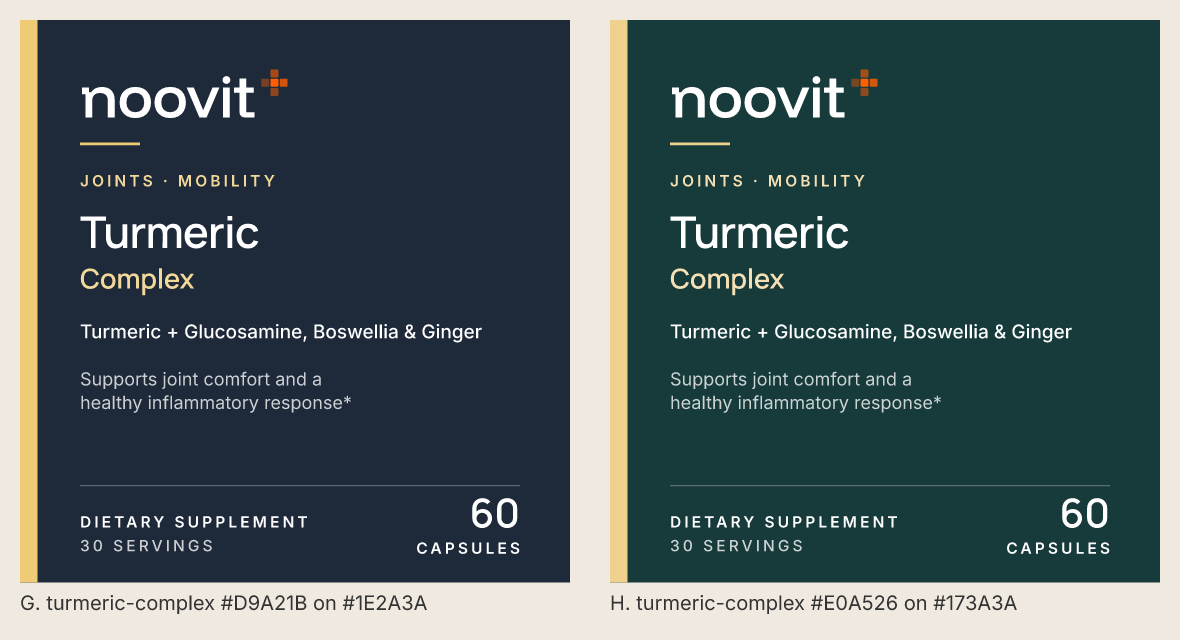 noovit
JOINTS · MOBILITY
Turmeric
Complex
Turmeric + Glucosamine, Boswellia & Ginger
Supports joint comfort and a
healthy inflammatory response*
DIETARY SUPPLEMENT
30 SERVINGS
60
CAPSULES
G. turmeric-complex #D9A21B on #1E2A3A
noovit
JOINTS · MOBILITY
Turmeric
Complex
Turmeric + Glucosamine, Boswellia & Ginger
Supports joint comfort and a
healthy inflammatory response*
DIETARY SUPPLEMENT
30 SERVINGS
60
CAPSULES
H. turmeric-complex #E0A526 on #173A3A